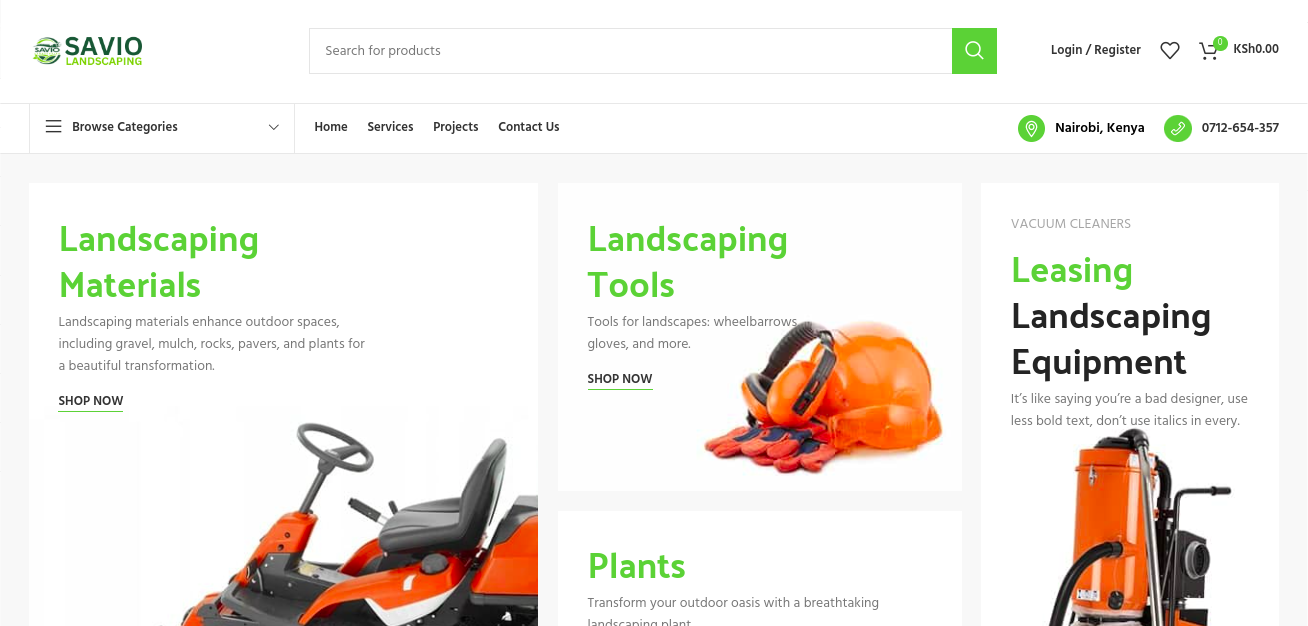 SAVIO
SAVIO
LANDSCAPING
Search for products
Login / Register
0
KSh0.00
Browse Categories
Home
Services
Projects
Contact Us
Nairobi, Kenya
0712-654-357
Landscaping
Materials
Landscaping materials enhance outdoor spaces,
including gravel, mulch, rocks, pavers, and plants for
a beautiful transformation.
SHOP NOW
Landscaping
Tools
Tools for landscapes: wheelbarrows,
gloves, and more.
SHOP NOW
Plants
Transform your outdoor oasis with a breathtaking
landscaping plant
VACUUM CLEANERS
Leasing
Landscaping
Equipment
It’s like saying you’re a bad designer, use
less bold text, don’t use italics in every.